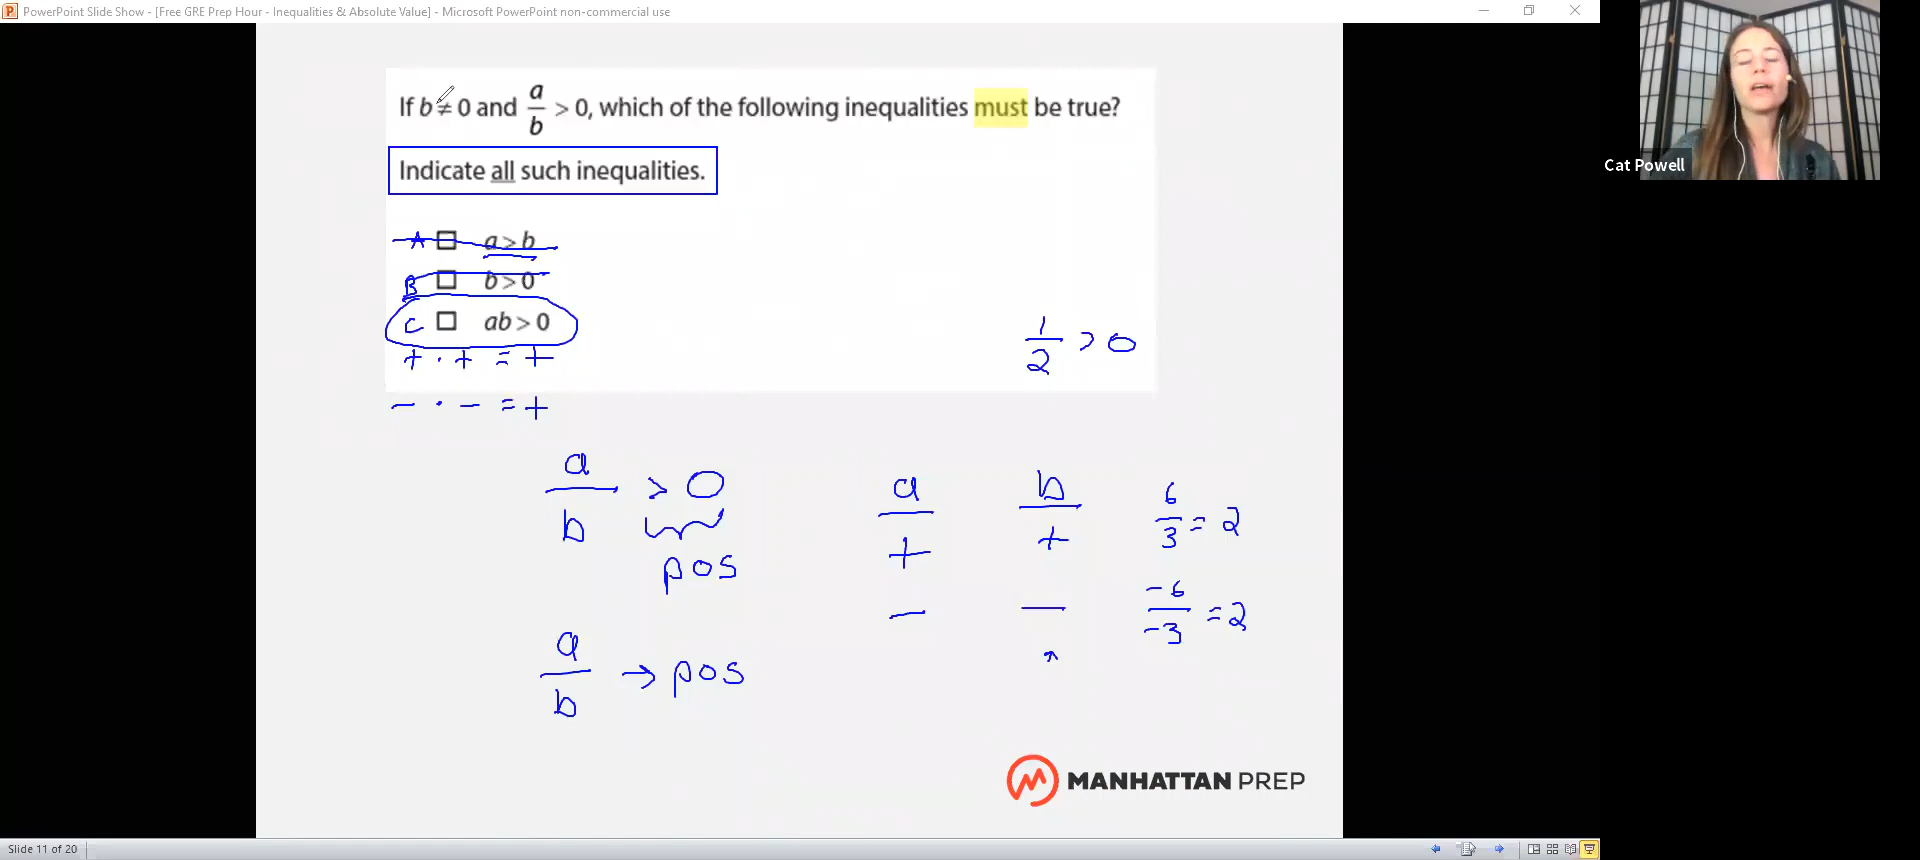 PowerPoint Slide Show - [Free GRE Prep Hour - Inequalities & Absolute Value] - Microsoft PowerPoint non-commercial use
If b ≠ 0 and a/b > 0, which of the following inequalities must be true?
Indicate all such inequalities.
A □ a > b
B □ b > 0
C □ ab > 0
+ · + = +
− · − = +
1/2 > 0
a/b > 0
pos
a b
+ + 6/3 = 2
− − -6/-3 = 2
a/b → pos
MANHATTAN PREP
Cat Powell
Slide 11 of 20